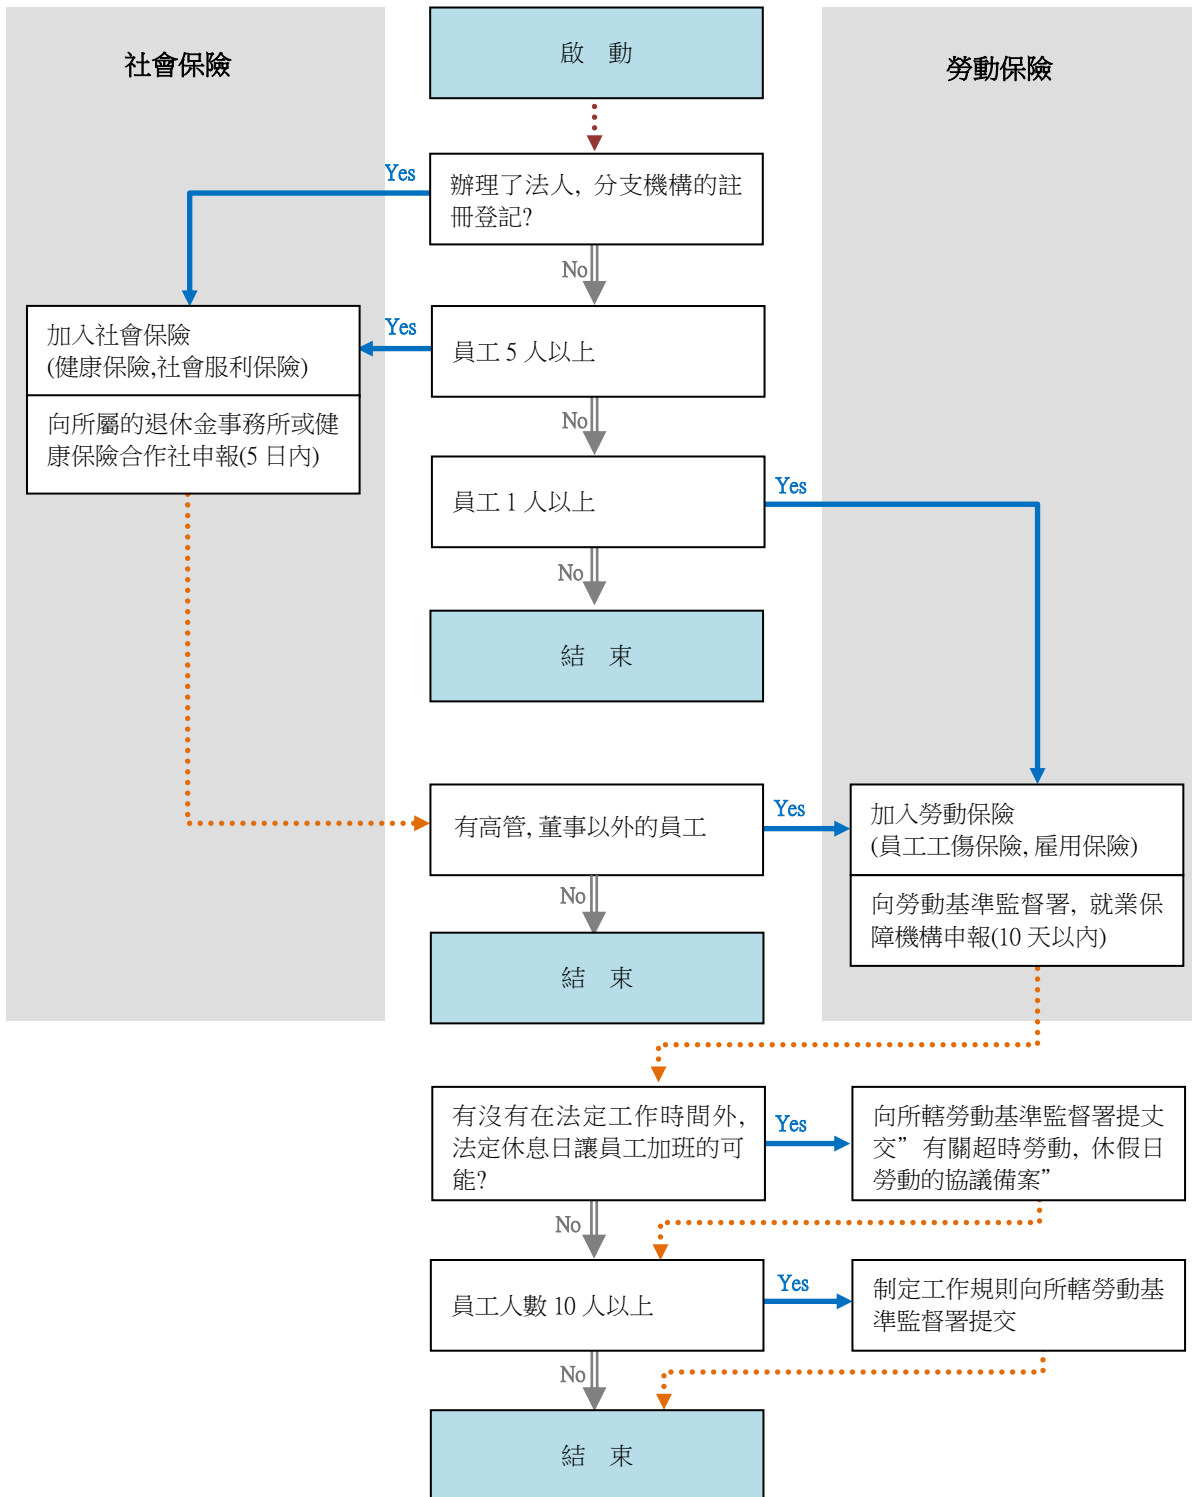 社會保險
啟 動
勞動保險
Yes
辦理了法人, 分支機構的註
冊登記?
No
加入社會保險
(健康保險,社會服利保險)
向所屬的退休金事務所或健
康保險合作社申報(5 日內)
Yes
員工 5 人以上
No
員工 1 人以上
Yes
No
結 束
有高管, 董事以外的員工
Yes
加入勞動保險
(員工工傷保險, 雇用保險)
向勞動基準監督署, 就業保
障機構申報(10 天以內)
No
結 束
有沒有在法定工作時間外,
法定休息日讓員工加班的可
能?
Yes
向所轄勞動基準監督署提丈
交” 有關超時勞動, 休假日
勞動的協議備案”
No
員工人數 10 人以上
Yes
制定工作規則向所轄勞動基
準監督署提交
No
結 束